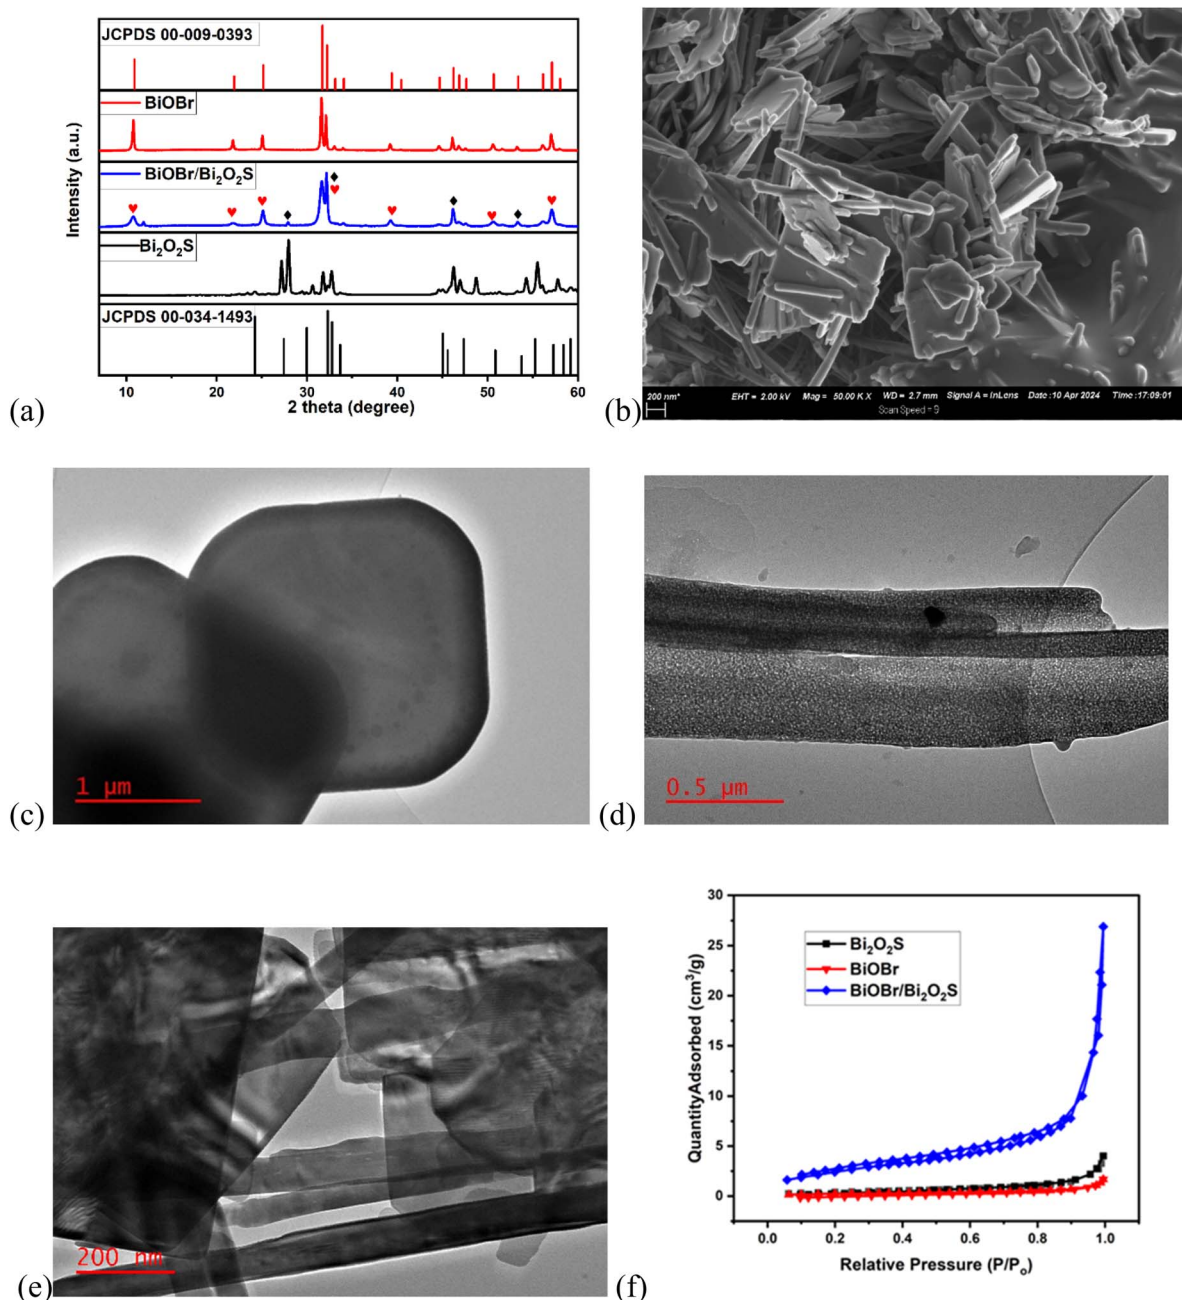 JCPDS 00-009-0393
BiOBr
BiOBr/Bi₂O₂S
Bi₂O₂S
JCPDS 00-034-1493
Intensity (a.u.)
10 20 30 40 50 60
2 theta (degree)
(a)
200 nm*
EHT = 2.00 kV Mag = 50.00 K X WD = 2.7 mm Signal A = InLens Date :10 Apr 2024 Time :17:09:01
Scan Speed = 9
(b)
1 μm
(c)
0.5 μm
(d)
200 nm
(e)
30
25
20
15
10
5
0
QuantityAdsorbed (cm³/g)
Bi₂O₂S
BiOBr
BiOBr/Bi₂O₂S
0.0 0.2 0.4 0.6 0.8 1.0
Relative Pressure (P/Pₒ)
(f)